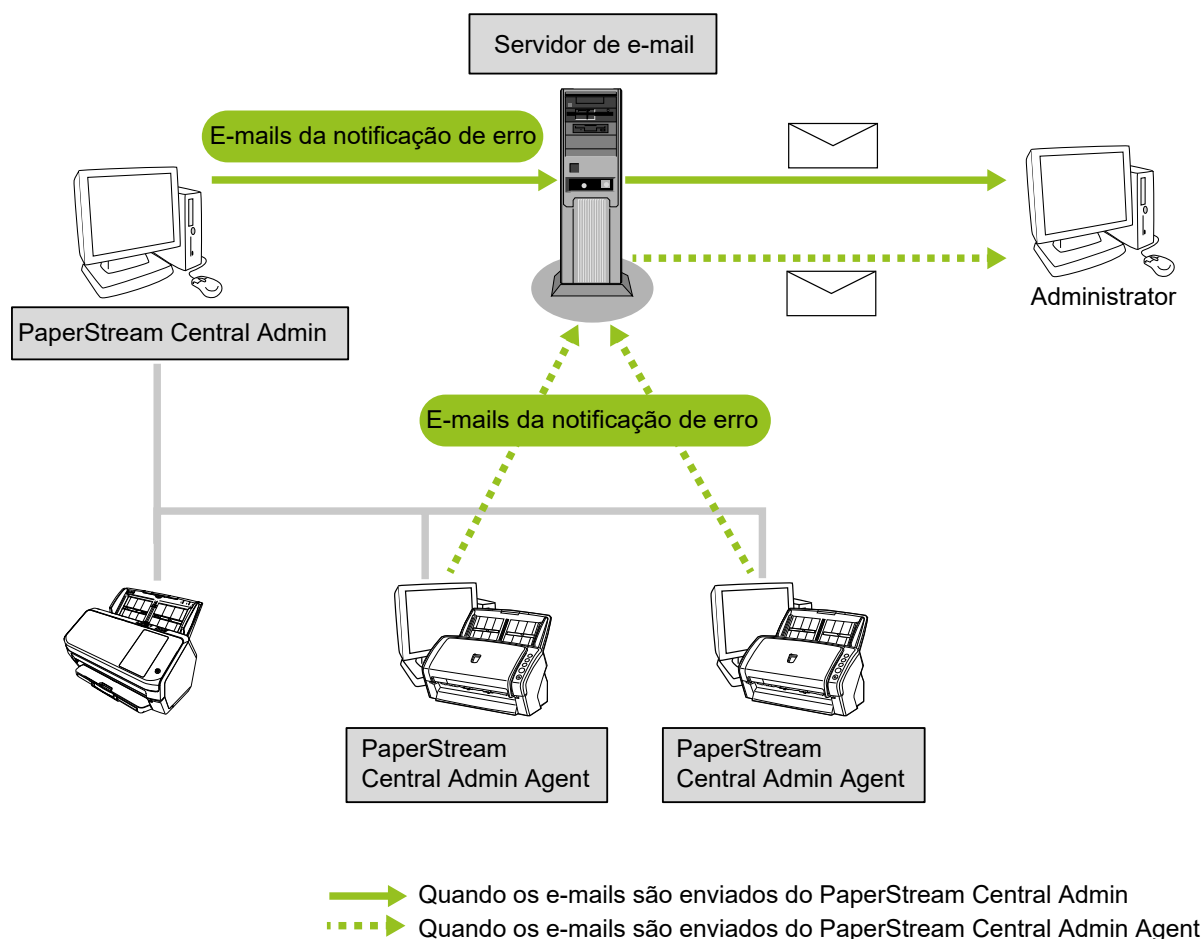 Servidor de e-mail
E-mails da notificação de erro
Administrator
PaperStream Central Admin
E-mails da notificação de erro
PaperStream
Central Admin Agent
PaperStream
Central Admin Agent
Quando os e-mails são enviados do PaperStream Central Admin
Quando os e-mails são enviados do PaperStream Central Admin Agent